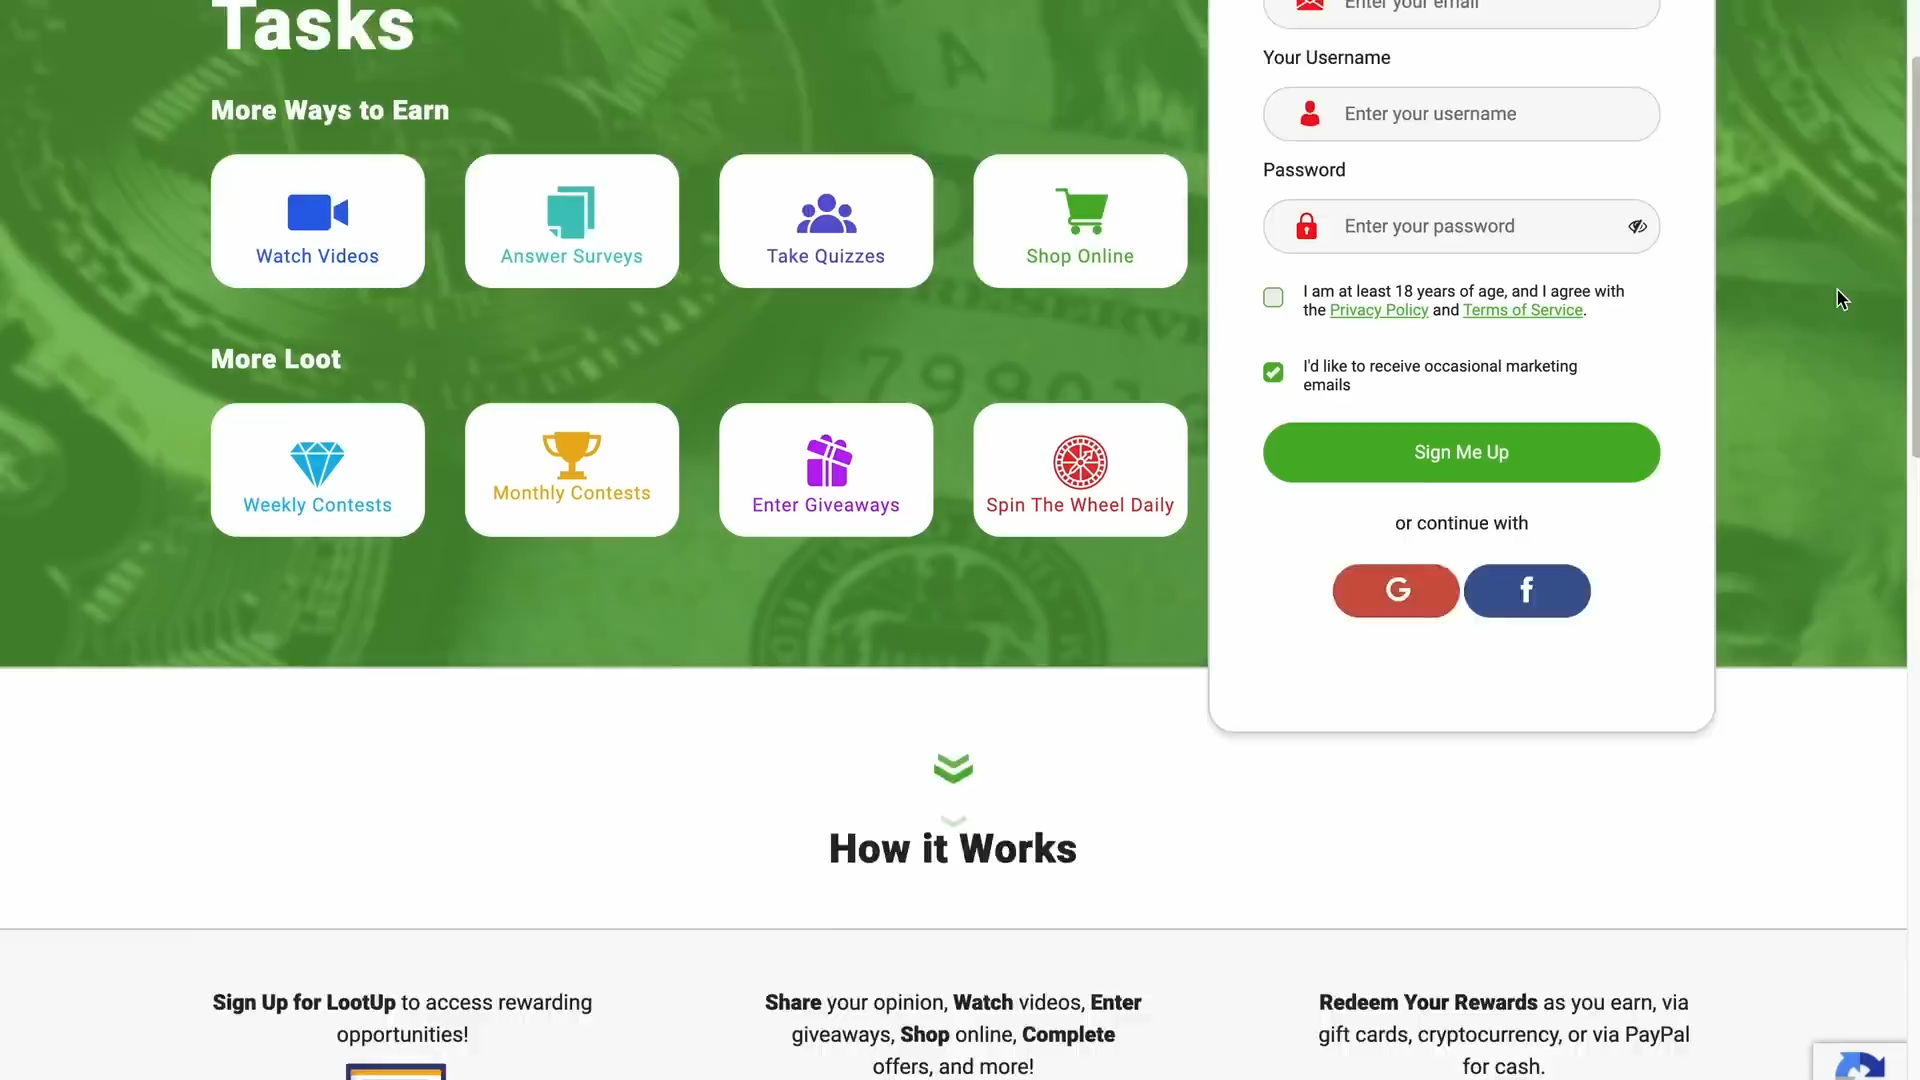 Tasks
More Ways to Earn
Watch Videos
Answer Surveys
Take Quizzes
Shop Online
More Loot
Weekly Contests
Monthly Contests
Enter Giveaways
Spin The Wheel Daily
Enter your email
Your Username
Enter your username
Password
Enter your password
I am at least 18 years of age, and I agree with
the Privacy Policy and Terms of Service.
I'd like to receive occasional marketing
emails
Sign Me Up
or continue with
G f
How it Works
Sign Up for LootUp to access rewarding
opportunities!
Share your opinion, Watch videos, Enter
giveaways, Shop online, Complete
offers, and more!
Redeem Your Rewards as you earn, via
gift cards, cryptocurrency, or via PayPal
for cash.